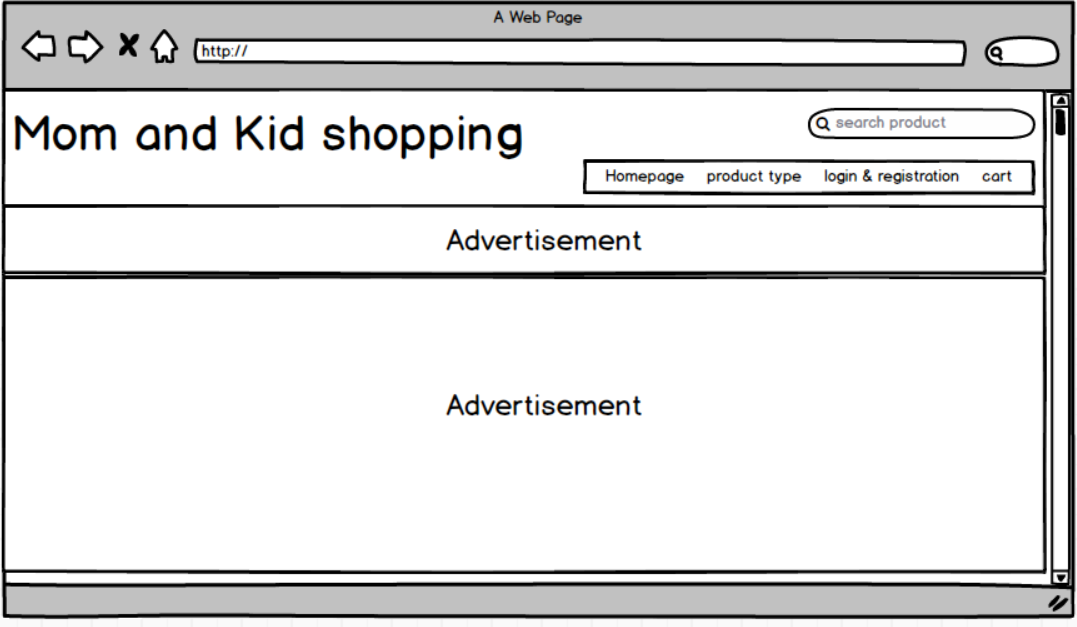 A Web Page
http://
Mom and Kid shopping
search product
Homepage product type login & registration cart
Advertisement
Advertisement